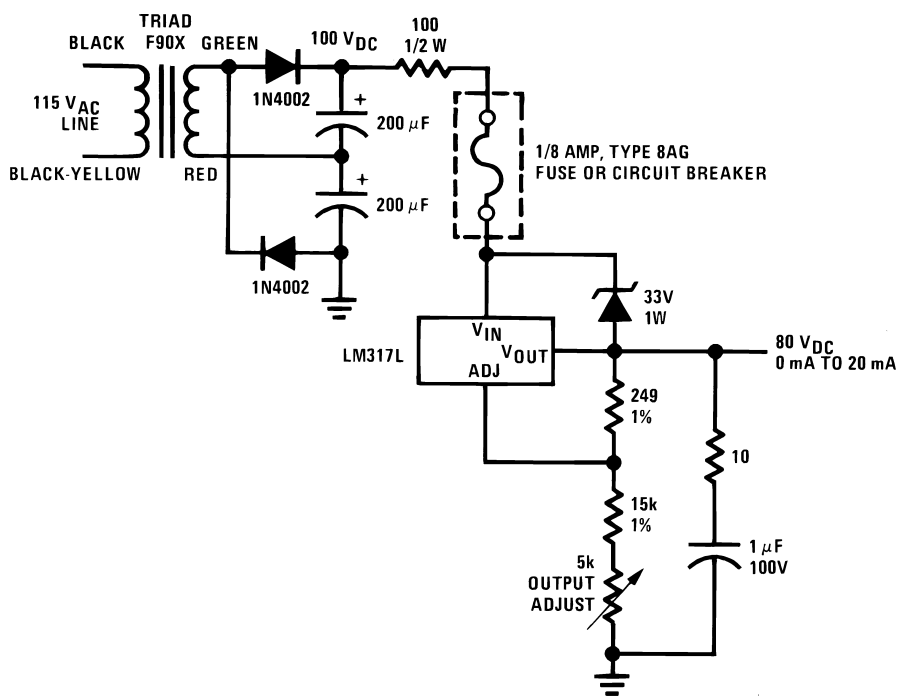 TRIAD
F90X
BLACK
GREEN
100 VDC
100
1/2 W
1N4002
+
200 μF
115 VAC
LINE
BLACK-YELLOW
RED
+
200 μF
1N4002
1/8 AMP, TYPE 8AG
FUSE OR CIRCUIT BREAKER
33V
1W
LM317L
VIN
VOUT
ADJ
80 VDC
0 mA TO 20 mA
249
1%
10
15k
1%
1 μF
100V
5k
OUTPUT
ADJUST